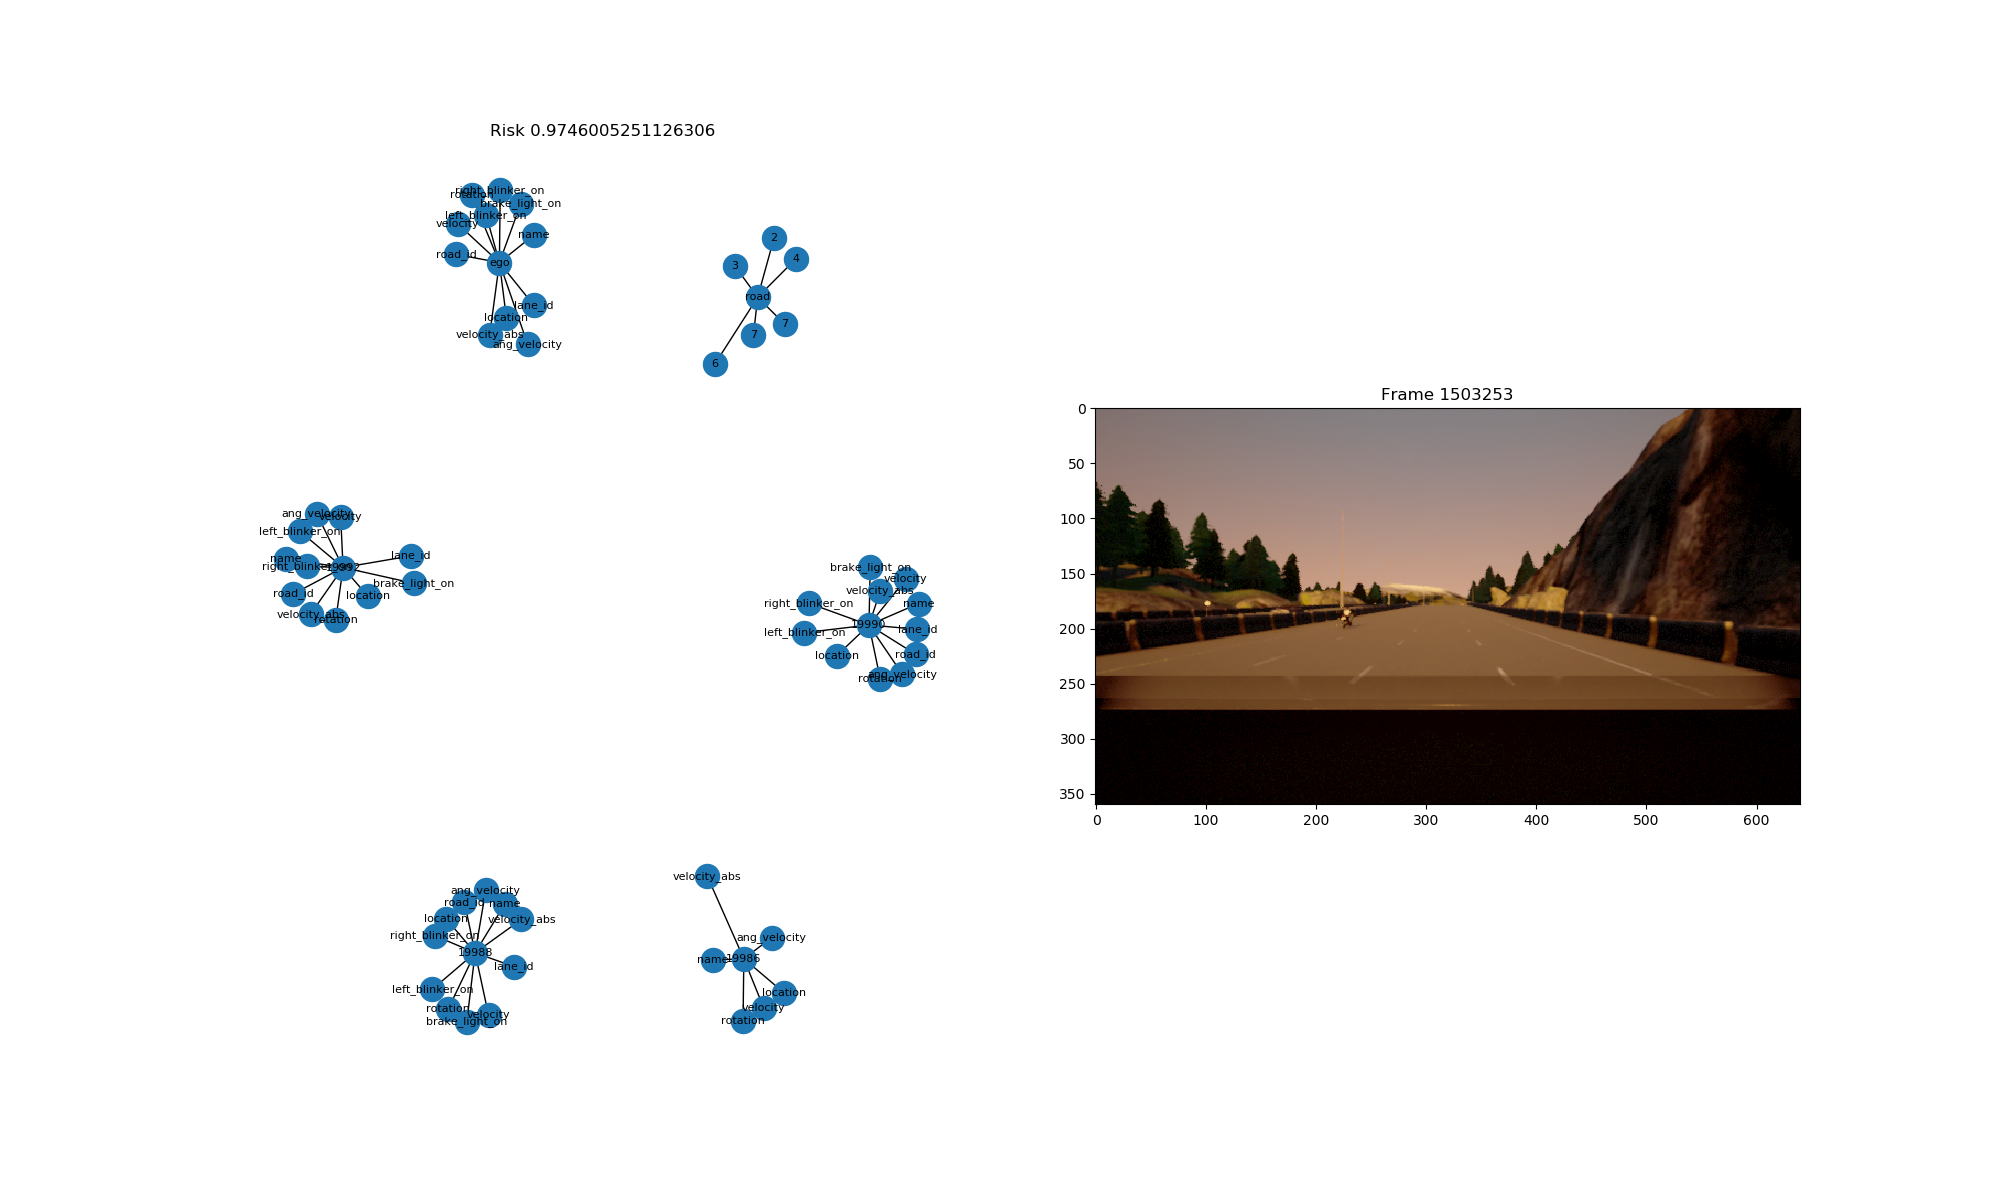 Risk 0.9746005251126306
right_blinker_on
rotation
brake_light_on
left_blinker_on
velocity
name
road_id
ego
lane_id
location
velocity_abs
ang_velocity
2
4
3
road
7
7
6
ang_velocity
velocity
left_blinker_on
name
right_blinker_on
19992
lane_id
brake_light_on
road_id
location
velocity_abs
rotation
brake_light_on
velocity
velocity_abs
right_blinker_on
name
19990
lane_id
left_blinker_on
location
road_id
ang_velocity
rotation
ang_velocity
road_id
name
location
velocity_abs
right_blinker_on
19988
lane_id
left_blinker_on
rotation
velocity
brake_light_on
velocity_abs
ang_velocity
name
19986
location
velocity
rotation
Frame 1503253
0
50
100
150
200
250
300
350
0
100
200
300
400
500
600